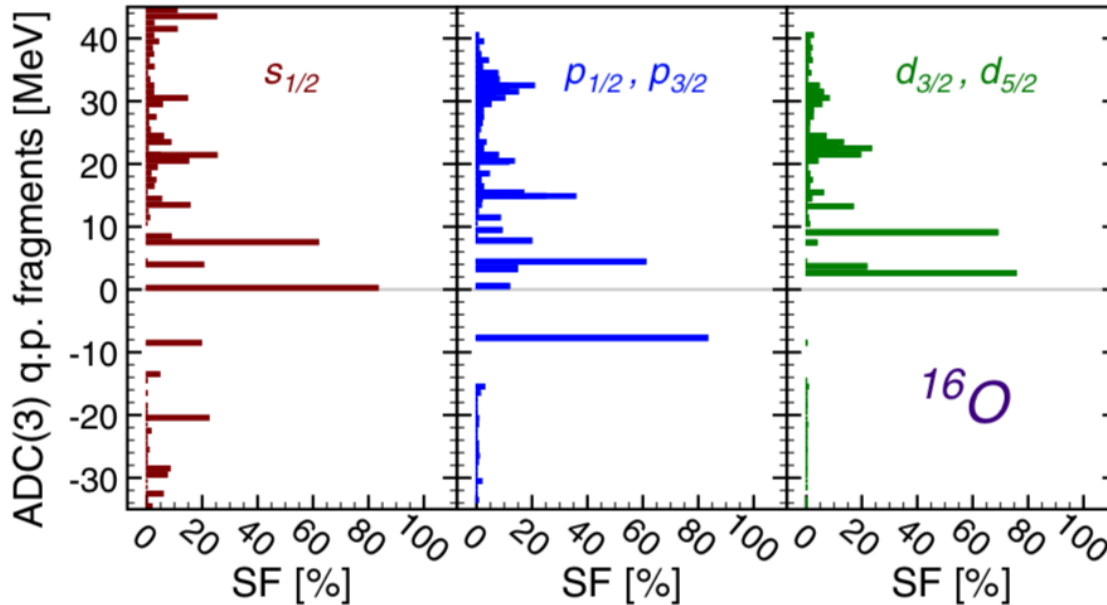 ADC(3) q.p. fragments [MeV]
40
30
20
10
0
-10
-20
-30
s1/2
p1/2 , p3/2
d3/2 , d5/2
16O
0 20 40 60 80 100
0 20 40 60 80 100
0 20 40 60 80 100
SF [%]
SF [%]
SF [%]